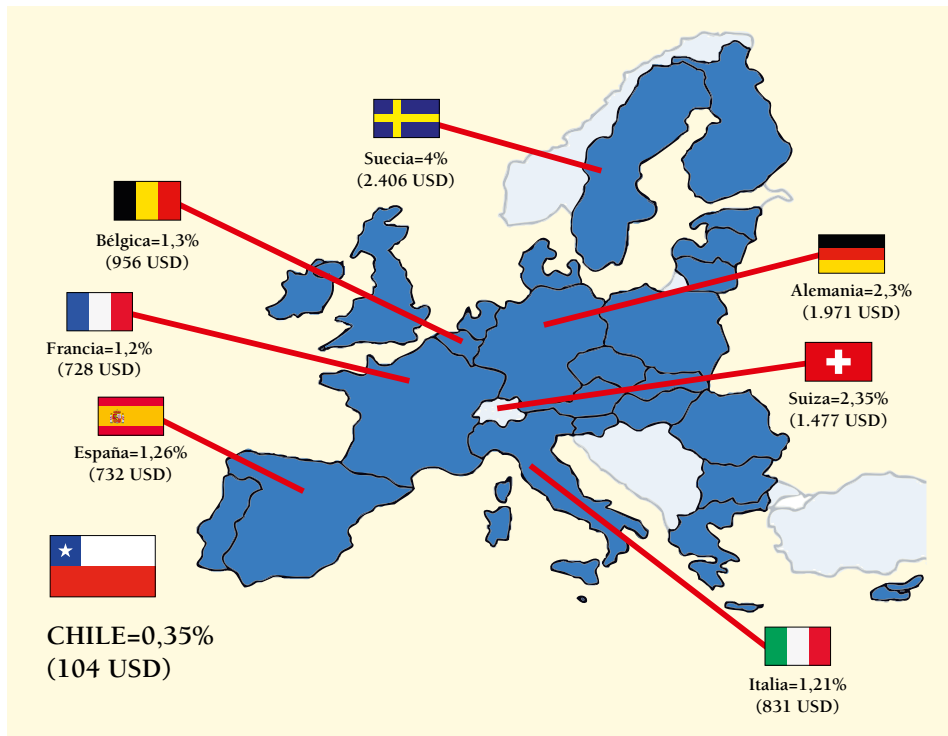 Suecia=4%
(2.406 USD)
Bélgica=1,3%
(956 USD)
Alemania=2,3%
(1.971 USD)
Francia=1,2%
(728 USD)
Suiza=2,35%
(1.477 USD)
España=1,26%
(732 USD)
CHILE=0,35%
(104 USD)
Italia=1,21%
(831 USD)